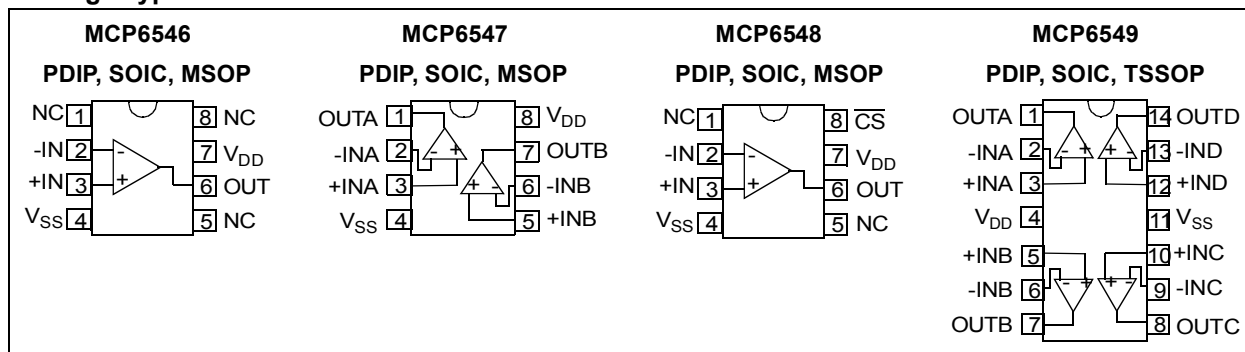 MCP6546
PDIP, SOIC, MSOP
NC 1
-IN 2
+IN 3
VSS 4
8 NC
7 VDD
6 OUT
5 NC
- 
+
MCP6547
PDIP, SOIC, MSOP
OUTA 1
-INA 2
+INA 3
VSS 4
8 VDD
7 OUTB
6 -INB
5 +INB
- +
+ -
MCP6548
PDIP, SOIC, MSOP
NC 1
-IN 2
+IN 3
VSS 4
8 CS
7 VDD
6 OUT
5 NC
-
+
MCP6549
PDIP, SOIC, TSSOP
OUTA 1
-INA 2
+INA 3
VDD 4
+INB 5
-INB 6
OUTB 7
14 OUTD
13 -IND
12 +IND
11 VSS
10 +INC
9 -INC
8 OUTC
- +
+ -
- +
+ -